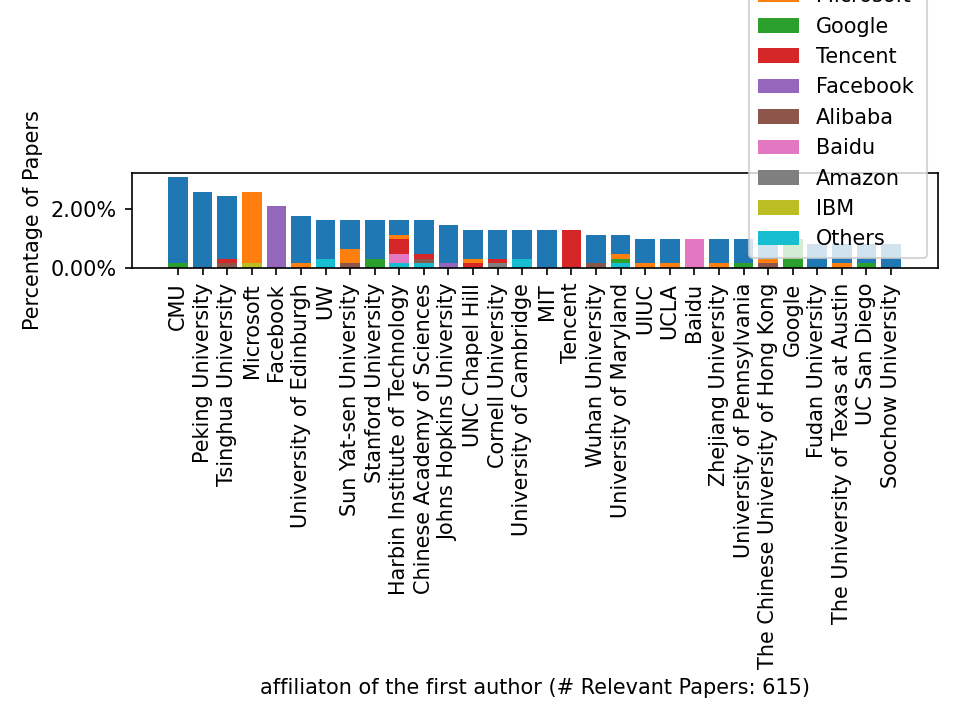 Microsoft
Google
Tencent
Facebook
Alibaba
Baidu
Amazon
IBM
Others
Percentage of Papers
2.00%
0.00%
CMU
Peking University
Tsinghua University
Microsoft
Facebook
University of Edinburgh
UW
Sun Yat-sen University
Stanford University
Harbin Institute of Technology
Chinese Academy of Sciences
Johns Hopkins University
UNC Chapel Hill
Cornell University
University of Cambridge
MIT
Tencent
Wuhan University
University of Maryland
UIUC
UCLA
Baidu
Zhejiang University
University of Pennsylvania
The Chinese University of Hong Kong
Google
Fudan University
The University of Texas at Austin
UC San Diego
Soochow University
affiliaton of the first author (# Relevant Papers: 615)